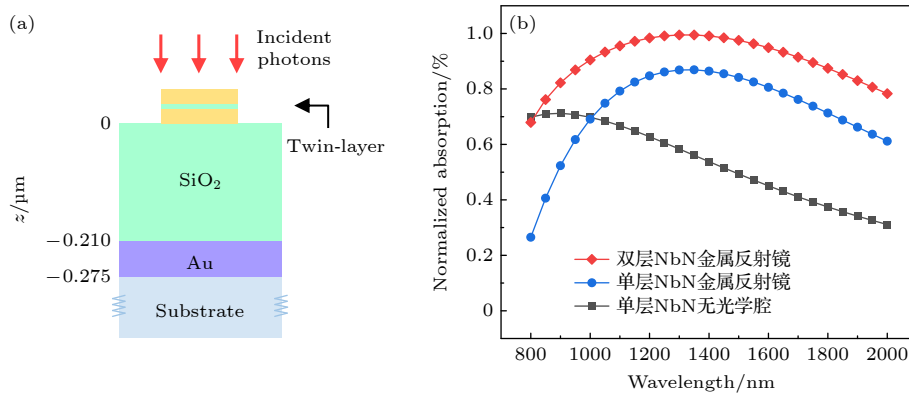 (a)
Incident
photons
Twin-layer
z/μm
0
−0.210
−0.275
SiO₂
Au
Substrate
(b)
Normalized absorption/%
1.0
0.8
0.6
0.4
0.2
0
双层NbN金属反射镜
单层NbN金属反射镜
单层NbN无光学腔
800 1000 1200 1400 1600 1800 2000
Wavelength/nm